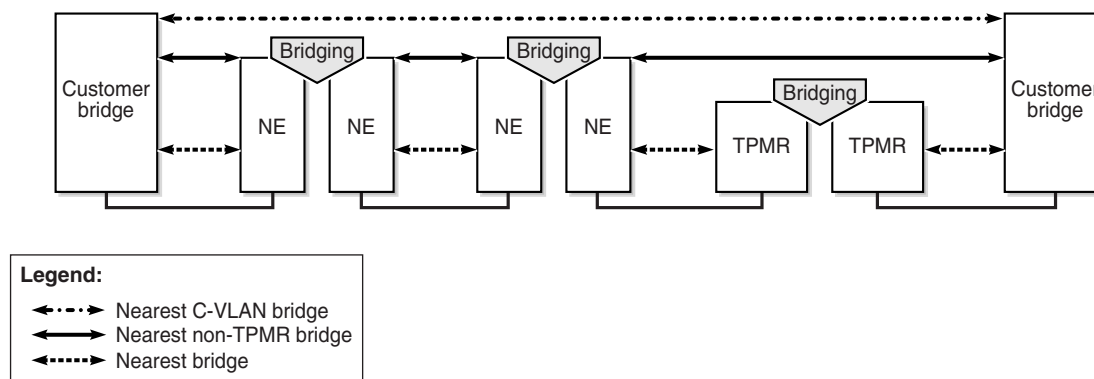 Bridging
Bridging
Customer
bridge
NE
NE
NE
NE
Bridging
TPMR
TPMR
Customer
bridge
Legend:
Nearest C-VLAN bridge
Nearest non-TPMR bridge
Nearest bridge